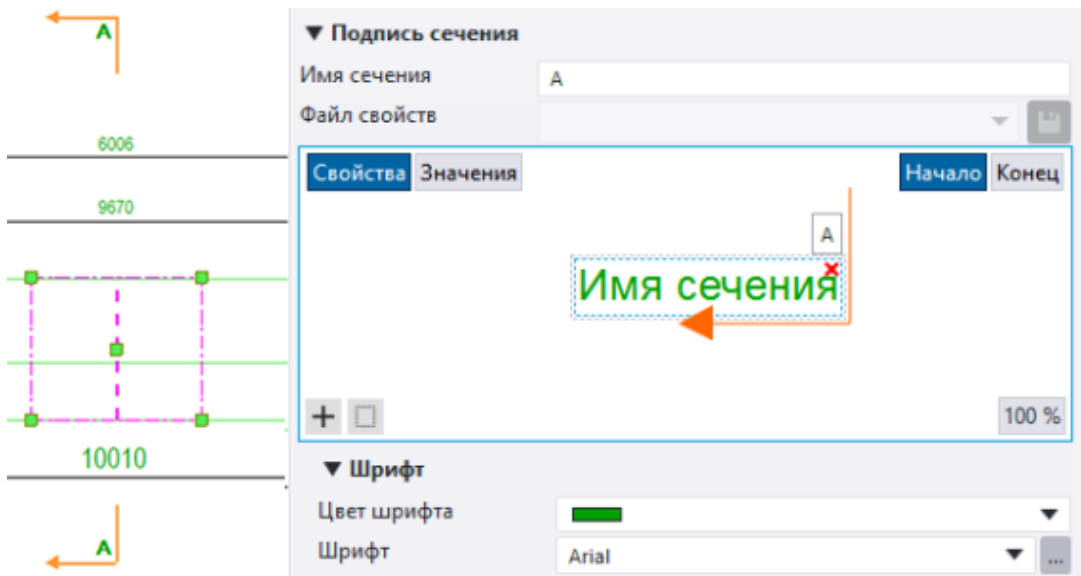 A
6006
9670
10010
A
Подпись сечения
Имя сечения A
Файл свойств
Свойства Значения Начало Конец
A
Имя сечения
100 %
Шрифт
Цвет шрифта
Шрифт Arial ...